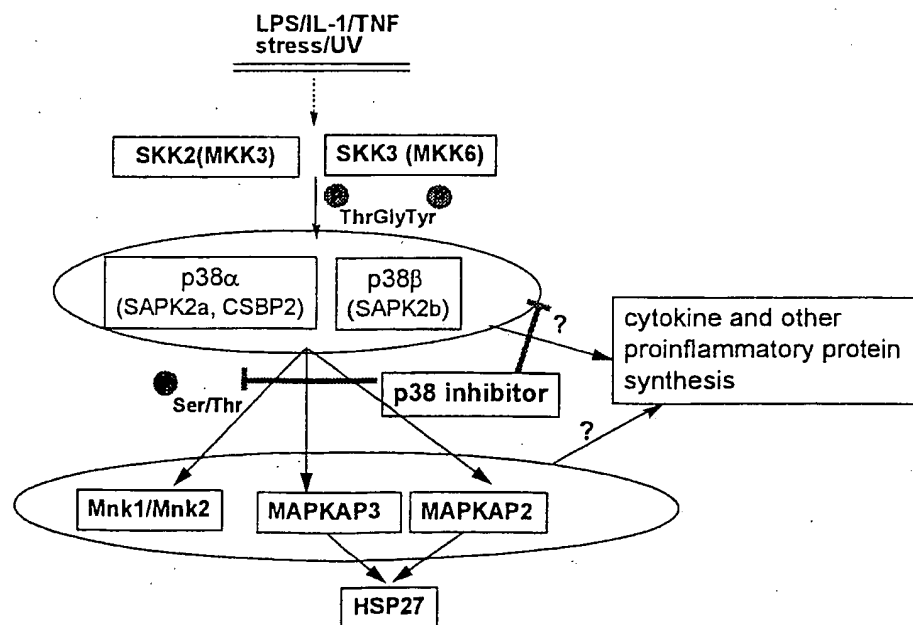 LPS/IL-1/TNF
stress/UV
SKK2(MKK3)
SKK3 (MKK6)
ThrGlyTyr
p38α
(SAPK2a, CSBP2)
p38β
(SAPK2b)
?
cytokine and other
proinflammatory protein
synthesis
p38 inhibitor
Ser/Thr
?
Mnk1/Mnk2
MAPKAP3
MAPKAP2
HSP27